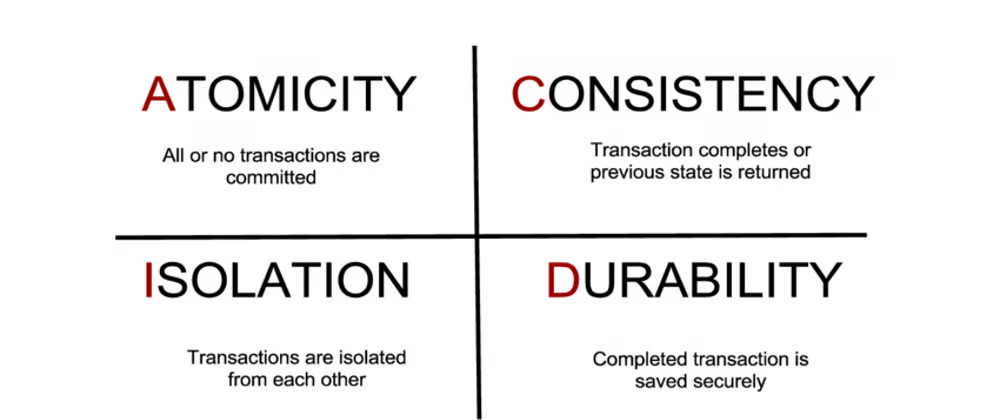 ATOMICITY
All or no transactions are
committed
CONSISTENCY
Transaction completes or
previous state is returned
ISOLATION
Transactions are isolated
from each other
DURABILITY
Completed transaction is
saved securely